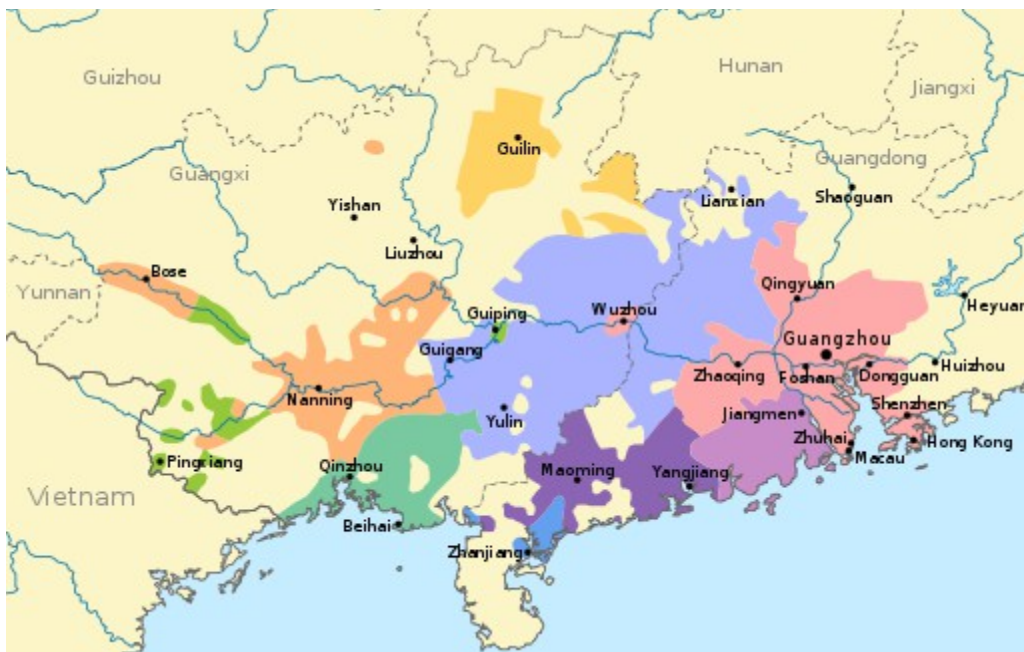 Hunan
Guizhou
Jiangxi
Guilin
Guangdong
Guangxi
Lianxian
Shaoguan
Yishan
Liuzhou
Bose
Qingyuan
Yunnan
Heyuan
Guiping
Wuzhou
Guangzhou
Guigang
Huizhou
Zhaoqing
Foshan
Dongguan
Nanning
Shenzhen
Jiangmen
Yulin
Zhuhai
Hong Kong
Macau
Pingxiang
Qinzhou
Maoming
Yangjiang
Vietnam
Beihai
Zhanjiang